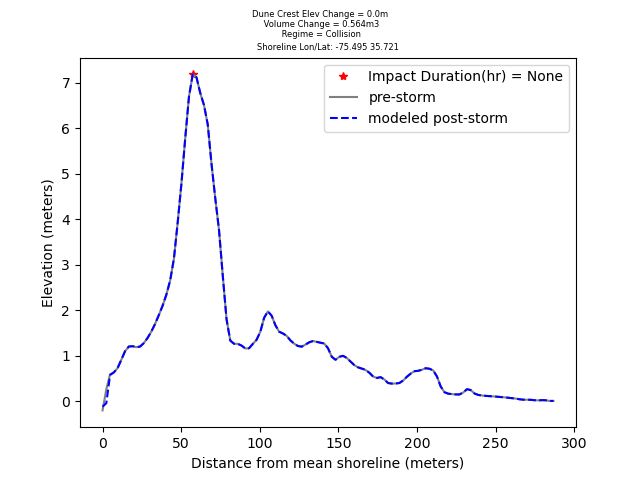 Dune Crest Elev Change = 0.0m
Volume Change = 0.564m3
Regime = Collision
Shoreline Lon/Lat: -75.495 35.721
Impact Duration(hr) = None
pre-storm
modeled post-storm
Elevation (meters)
7
6
5
4
3
2
1
0
0 50 100 150 200 250 300
Distance from mean shoreline (meters)